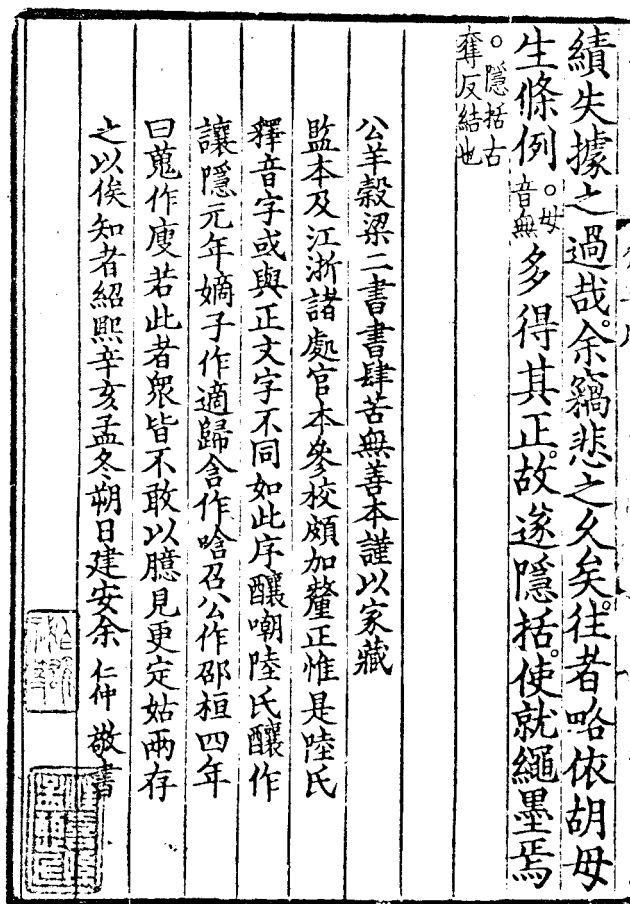 績失據之過哉。余竊悲之久矣。往者略依胡毋
生條例。毋音無多得其正。故遂隱括。使就繩墨焉
。隱括古奪反結也
公羊穀梁二書書肆苦無善本謹以家藏
監本及江浙諸處官本參校頗加釐正惟是陸氏
釋音字或與正文字不同如此序釀嘲陸氏釀作
讓隱元年嫡子作適歸含作唅召公作邵桓四年
曰蒐作廋若此者眾皆不敢以臆見更定姑兩存
之以俟知者紹熙辛亥孟冬朔日建安余仁仲敬書